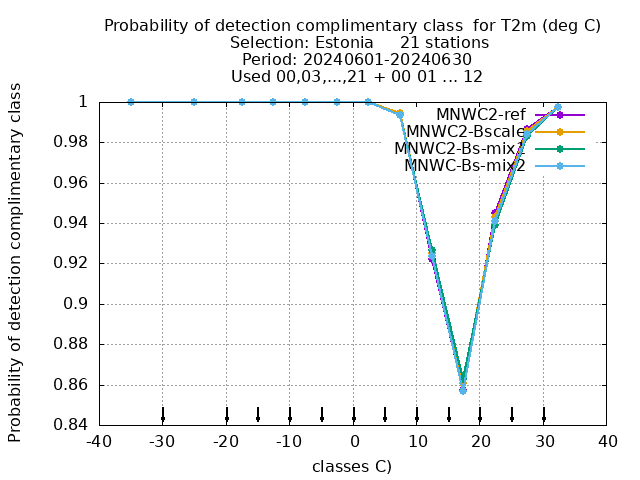 Probability of detection complimentary class  for T2m (deg C)
Selection: Estonia     21 stations
Period: 20240601-20240630
Used 00,03,...,21 + 00 01 ... 12
Probability of detection complimentary class
1
0.98
0.96
0.94
0.92
0.9
0.88
0.86
0.84
MNWC2-ref
MNWC2-Bscale
MNWC2-Bs-mix1
MNWC-Bs-mix2
-40 -30 -20 -10 0 10 20 30 40
classes C)